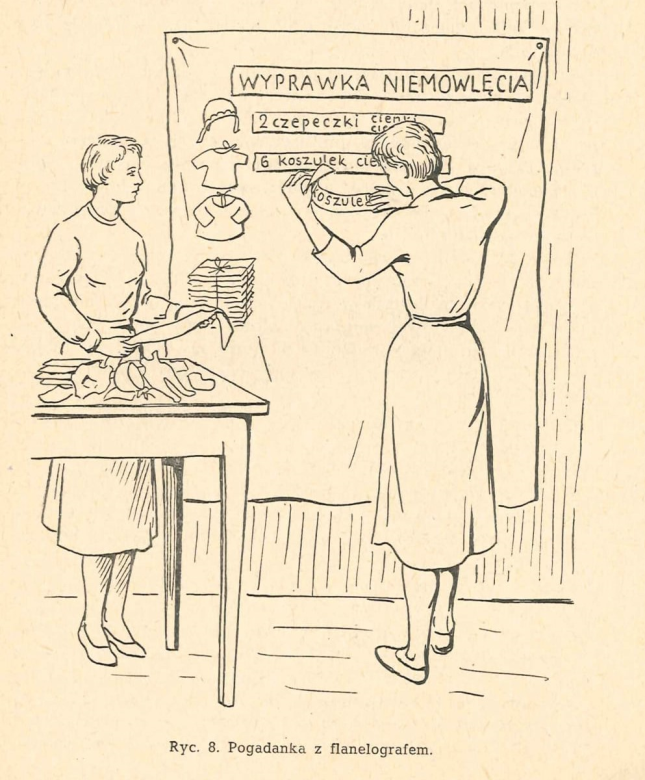 WYPRAWKA NIEMOWLĘCIA
2 czepeczki
6 koszulek
koszulek
Ryc. 8. Pogadanka z flanelografem.